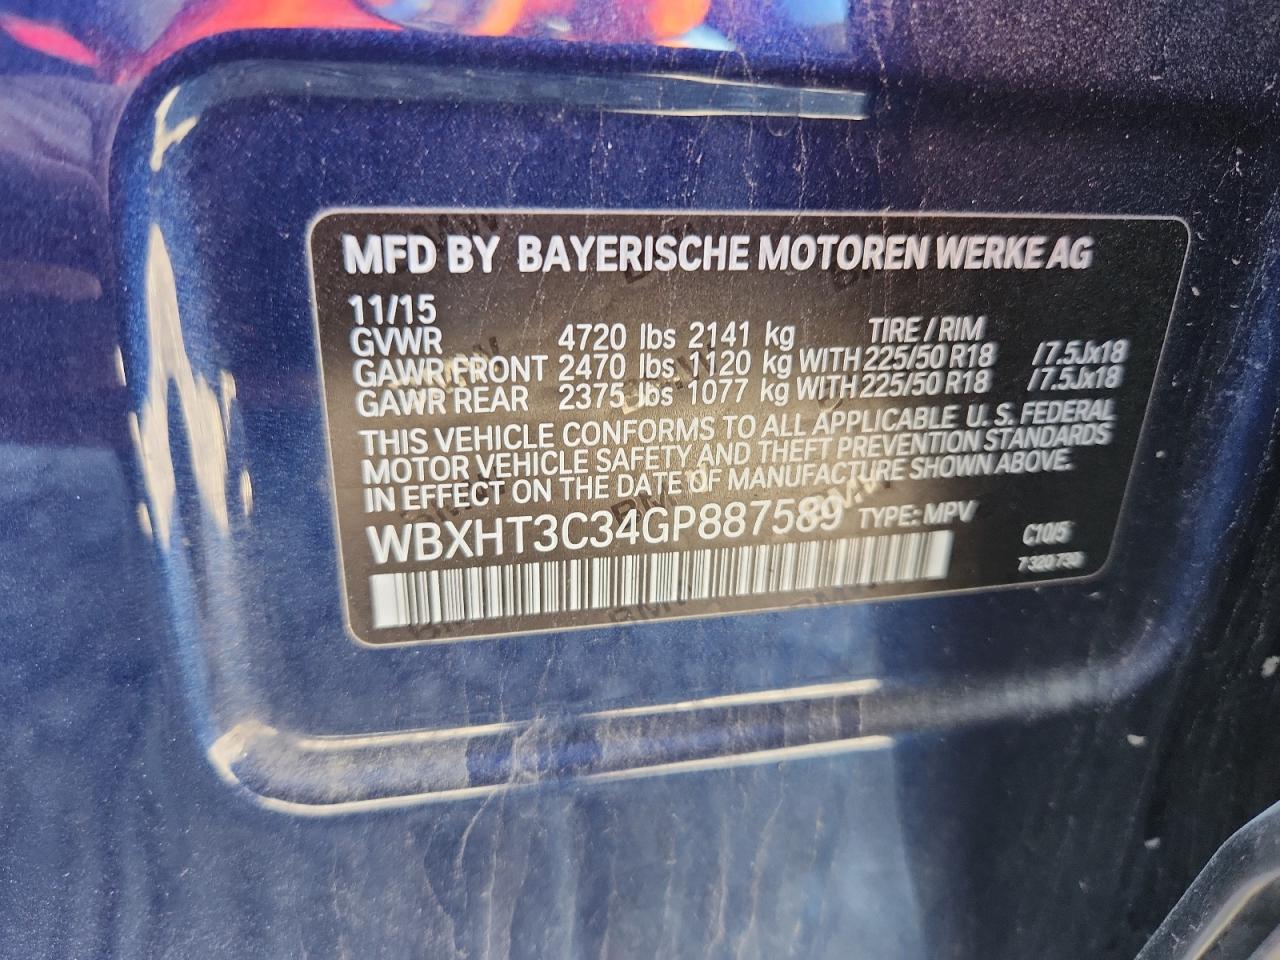 MFD BY BAYERISCHE MOTOREN WERKE AG
11/15
GVWR 4720 lbs 2141 kg TIRE / RIM
GAWR FRONT 2470 lbs 1120 kg WITH 225/50 R18 /7.5Jx18
GAWR REAR 2375 lbs 1077 kg WITH 225/50 R18 /7.5Jx18
THIS VEHICLE CONFORMS TO ALL APPLICABLE U.S. FEDERAL
MOTOR VEHICLE SAFETY AND THEFT PREVENTION STANDARDS
IN EFFECT ON THE DATE OF MANUFACTURE SHOWN ABOVE.
WBXHT3C34GP887589 TYPE: MPV C10/5
7 320 730